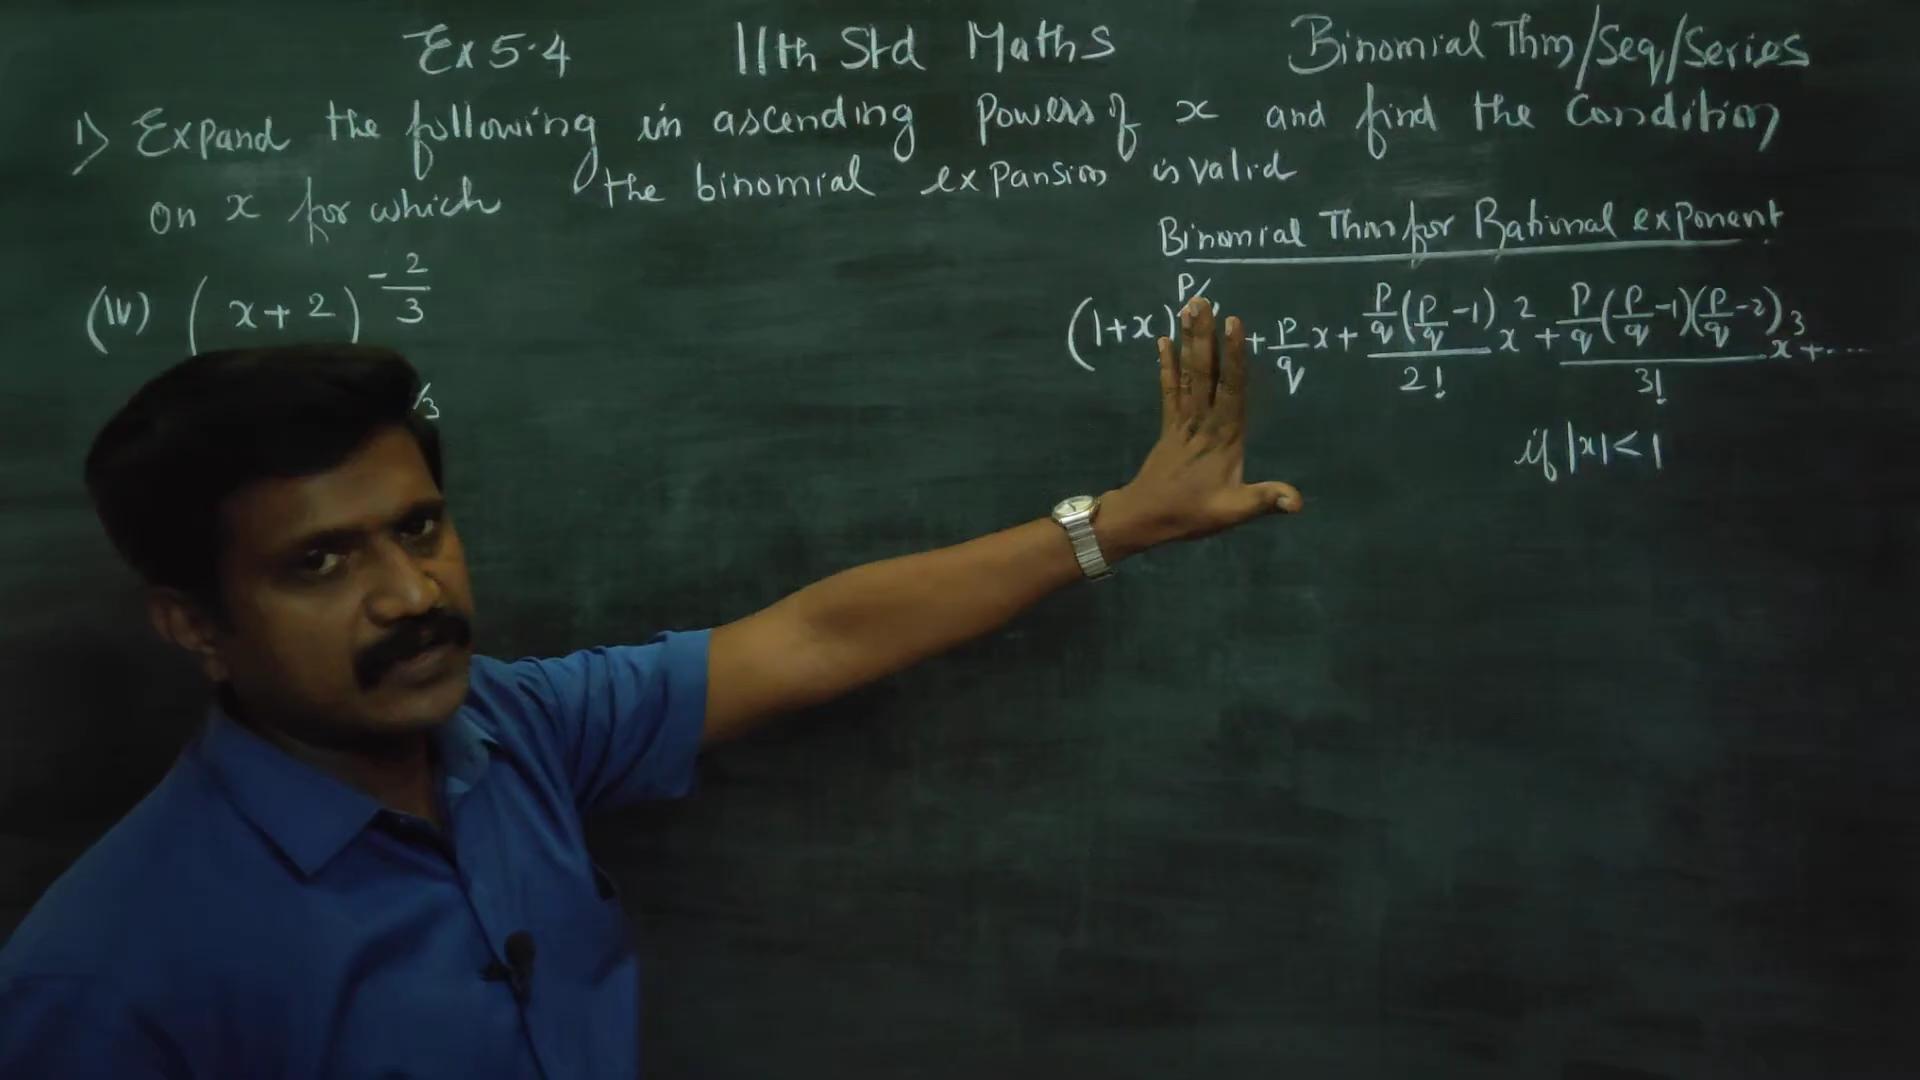 Ex 5.4 11th Std Maths Binomial Thm/Seq/Series
1) Expand the following in ascending powers of x and find the Condition
on x for which the binomial expansion is valid
Binomial Thm for Rational exponent
(iv) (x+2)^(-2/3)
(1+x)^p/ + p/q x + (p/q(p/q-1))/2! x^2 + (p/q(p/q-1)(p/q-2))/3! x^3 + ....
/3
if |x|<1